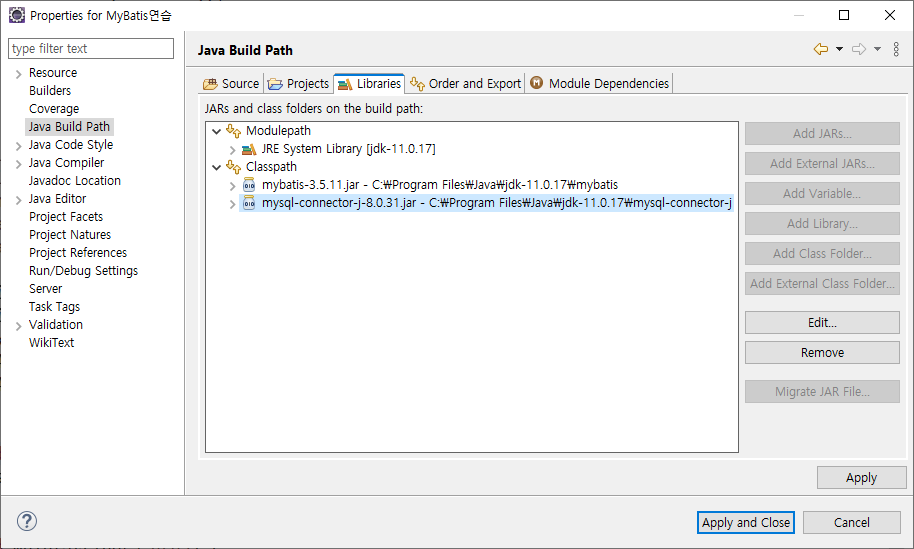 Properties for MyBatis연습
type filter text
Resource
Builders
Coverage
Java Build Path
Java Code Style
Java Compiler
Javadoc Location
Java Editor
Project Facets
Project Natures
Project References
Run/Debug Settings
Server
Task Tags
Validation
WikiText
Java Build Path
Source Projects Libraries Order and Export Module Dependencies
JARs and class folders on the build path:
Modulepath
JRE System Library [jdk-11.0.17]
Classpath
mybatis-3.5.11.jar - C:₩Program Files₩Java₩jdk-11.0.17₩mybatis
mysql-connector-j-8.0.31.jar - C:₩Program Files₩Java₩jdk-11.0.17₩mysql-connector-j
Add JARs...
Add External JARs...
Add Variable...
Add Library...
Add Class Folder...
Add External Class Folder...
Edit...
Remove
Migrate JAR File...
Apply
Apply and Close Cancel